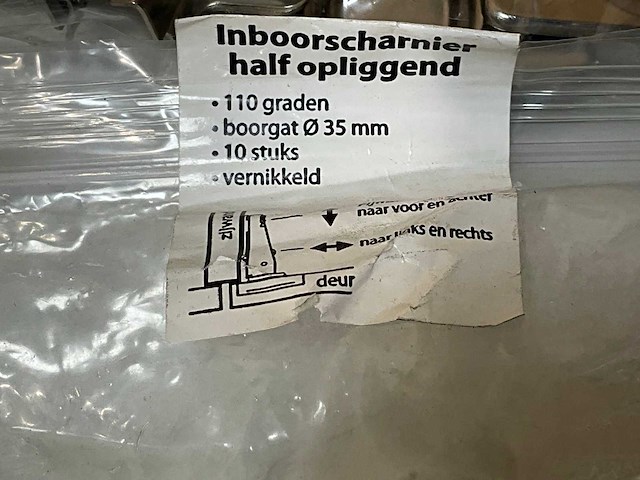 Inboorscharnier
half opliggend
• 110 graden
• boorgat Ø 35 mm
• 10 stuks
• vernikkeld
naar voor en achter
naar links en rechts
deur